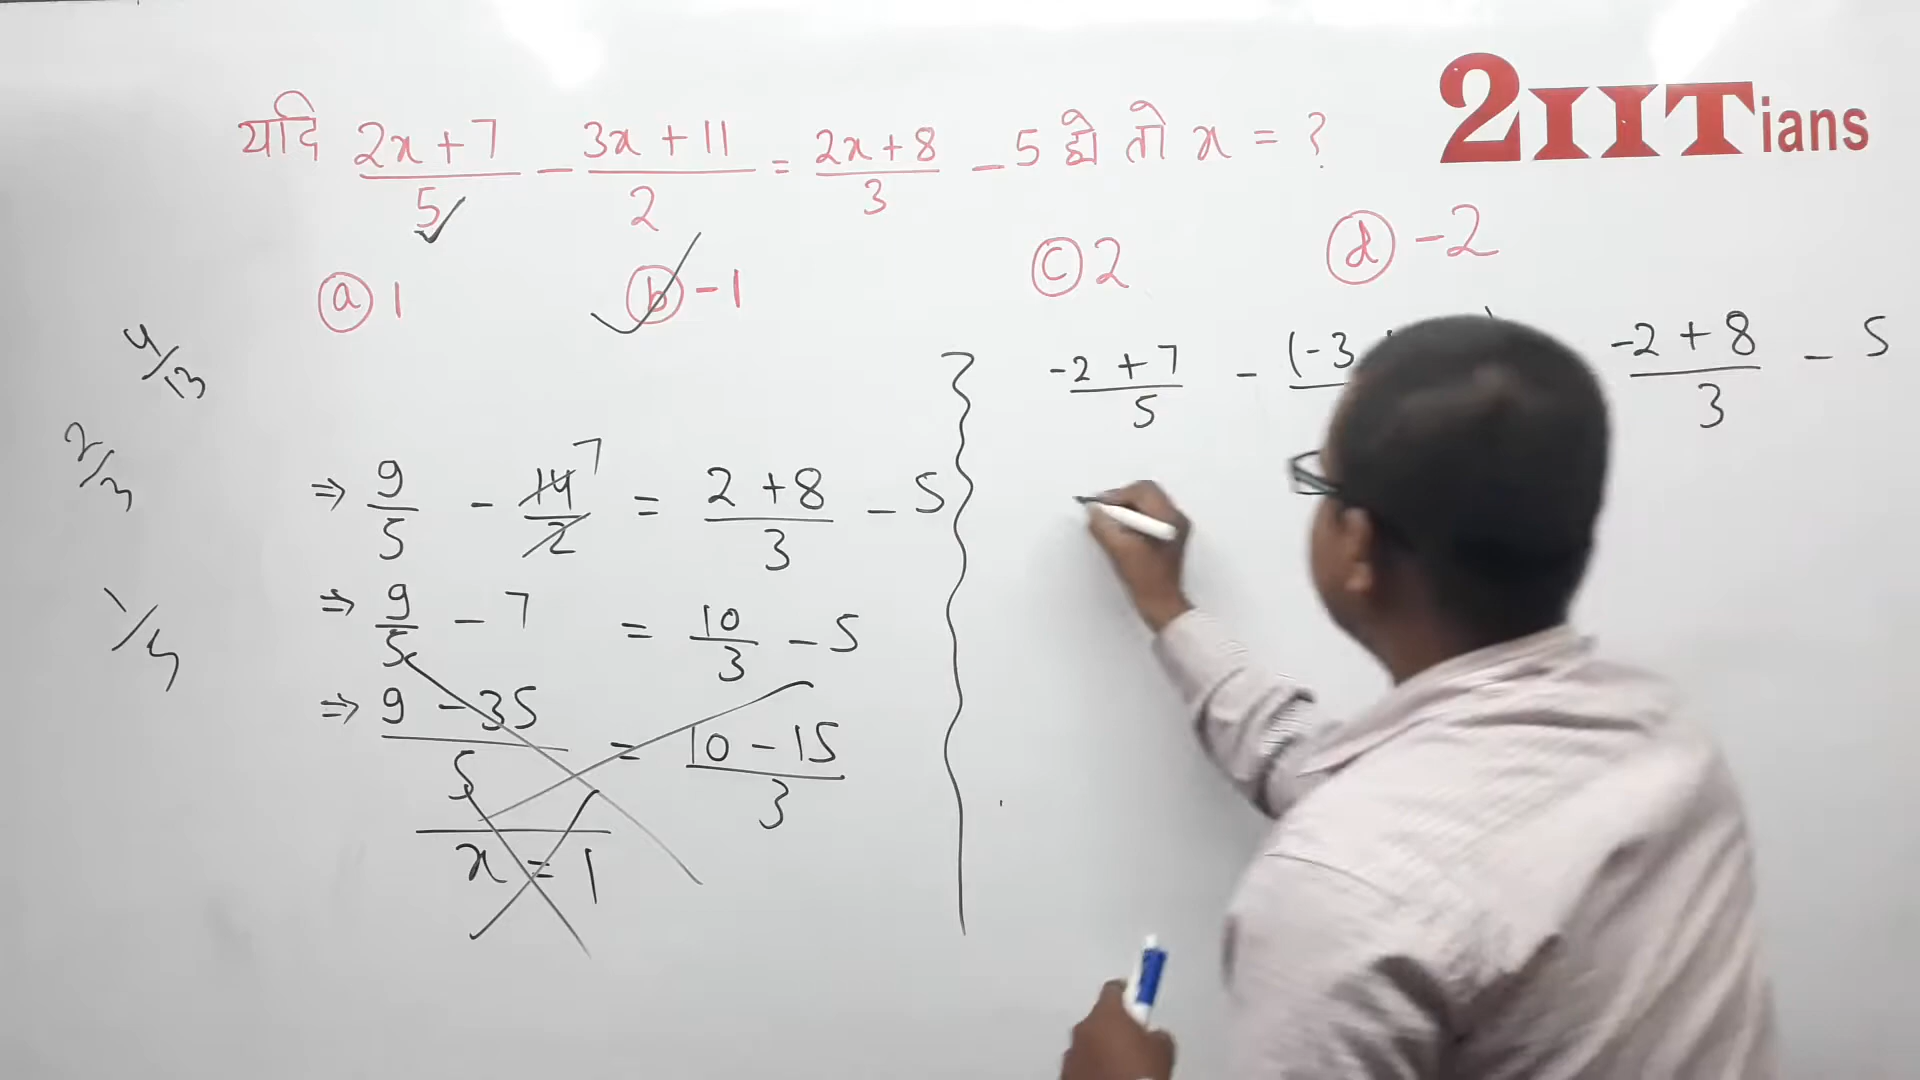 2IITians
यदि (2x+7)/5 - (3x+11)/2 = (2x+8)/3 - 5 हो तो x = ?
ⓐ 1 ⓑ -1 ⓒ 2 ⓓ -2
4/13
2/3
1/5
⇒ 9/5 - 14/2 7 = (2+8)/3 - 5
⇒ 9/5 - 7 = 10/3 - 5
⇒ (9-35)/5 = (10-15)/3
x = 1
(-2+7)/5 - (-3 (-2+8)/3 - 5